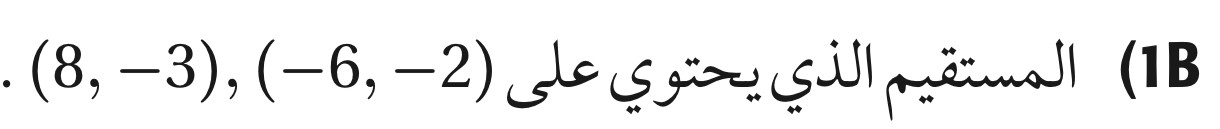 (1B المستقيم الذي يحتوي على (8, −3), (−6, −2) .